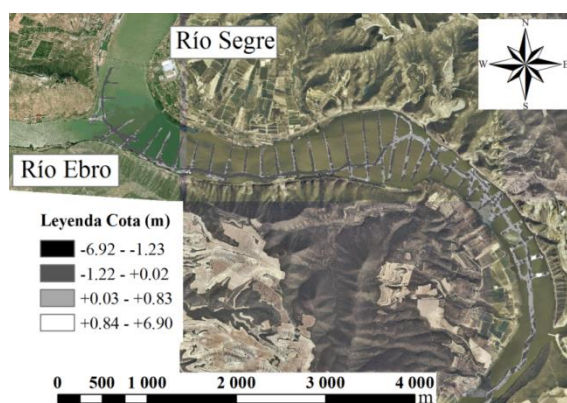 Río Segre
N
W
E
S
Río Ebro
Leyenda Cota (m)
-6.92 - -1.23
-1.22 - +0.02
+0.03 - +0.83
+0.84 - +6.90
0 500 1 000 2 000 3 000 4 000
m